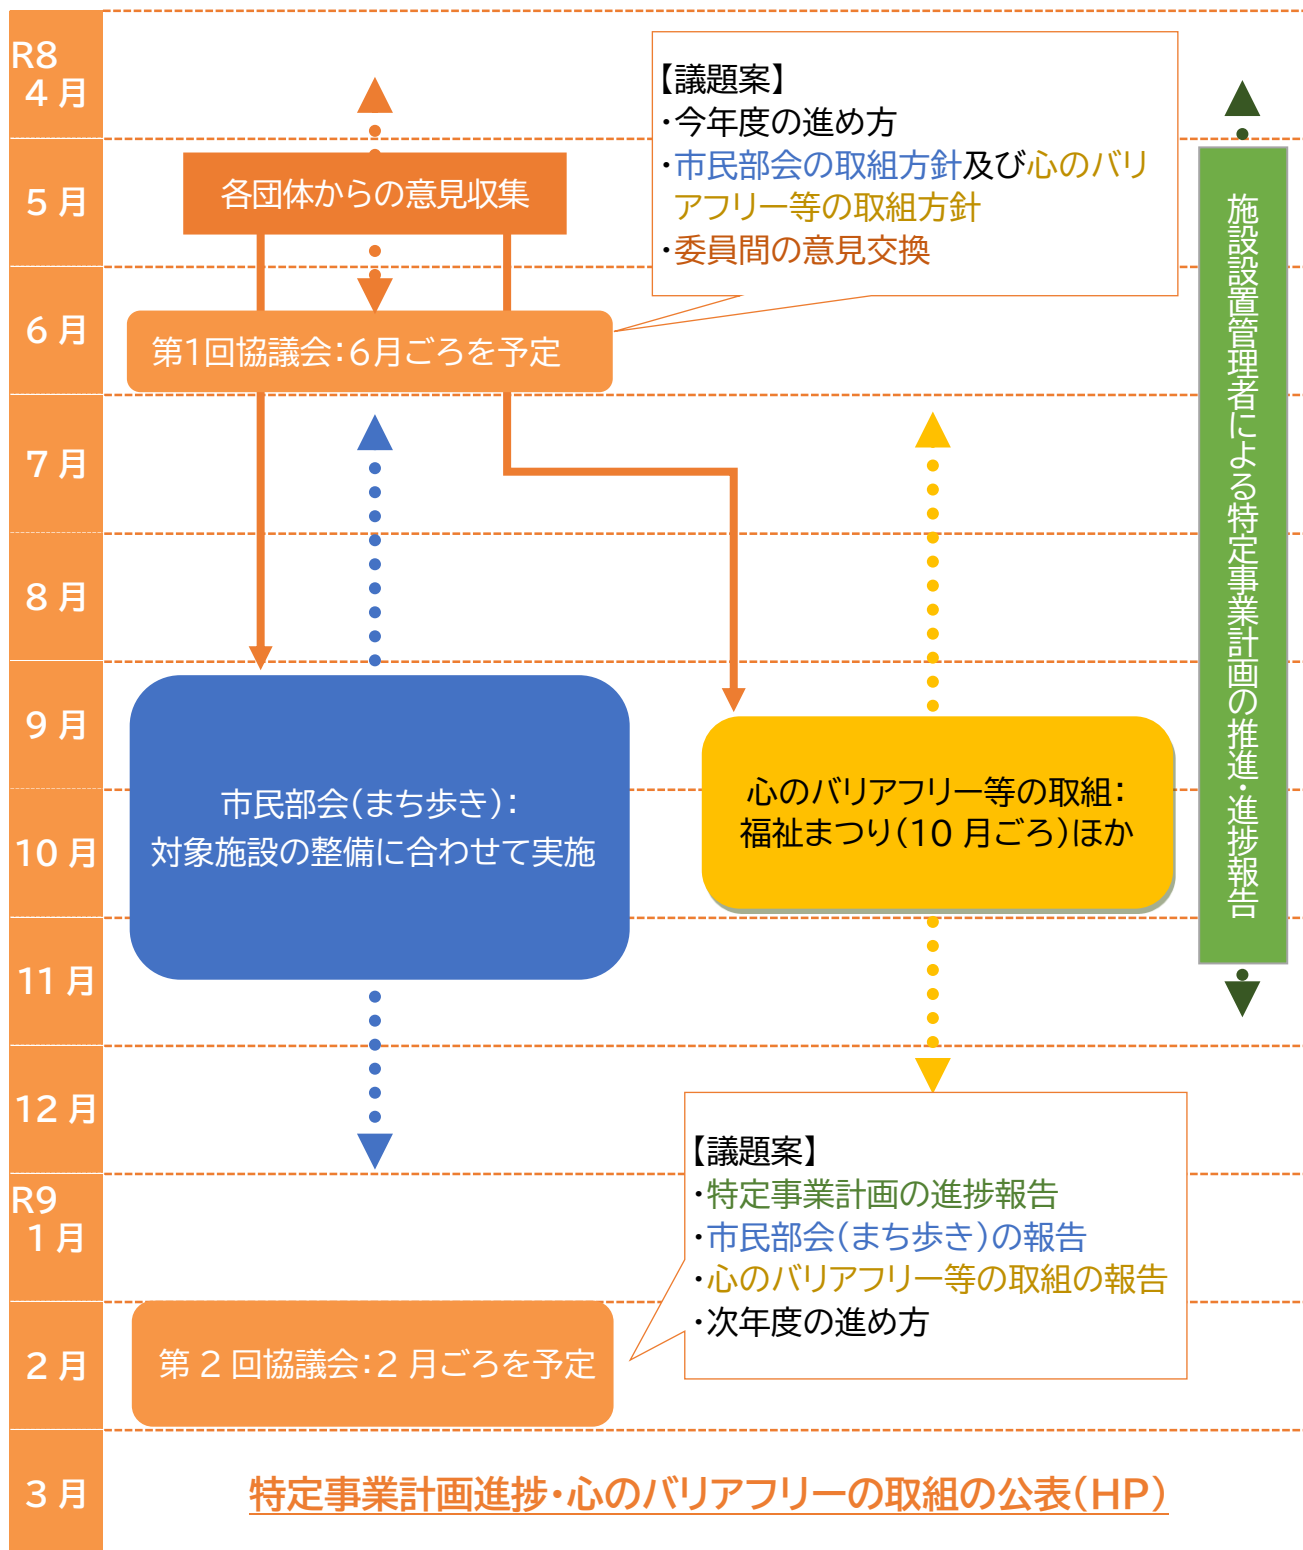 R8
4 月
5 月
6 月
7 月
8 月
9 月
10 月
11 月
12 月
R9
1 月
2 月
3 月
【議題案】
・今年度の進め方
・市民部会の取組方針及び心のバリ
アフリー等の取組方針
・委員間の意見交換
各団体からの意見収集
第1回協議会：6月ごろを予定
施設設置管理者による特定事業計画の推進・進捗報告
市民部会（まち歩き）：
対象施設の整備に合わせて実施
心のバリアフリー等の取組：
福祉まつり（10 月ごろ）ほか
【議題案】
・特定事業計画の進捗報告
・市民部会（まち歩き）の報告
・心のバリアフリー等の取組の報告
・次年度の進め方
第 2 回協議会：2 月ごろを予定
特定事業計画進捗・心のバリアフリーの取組の公表（HP）